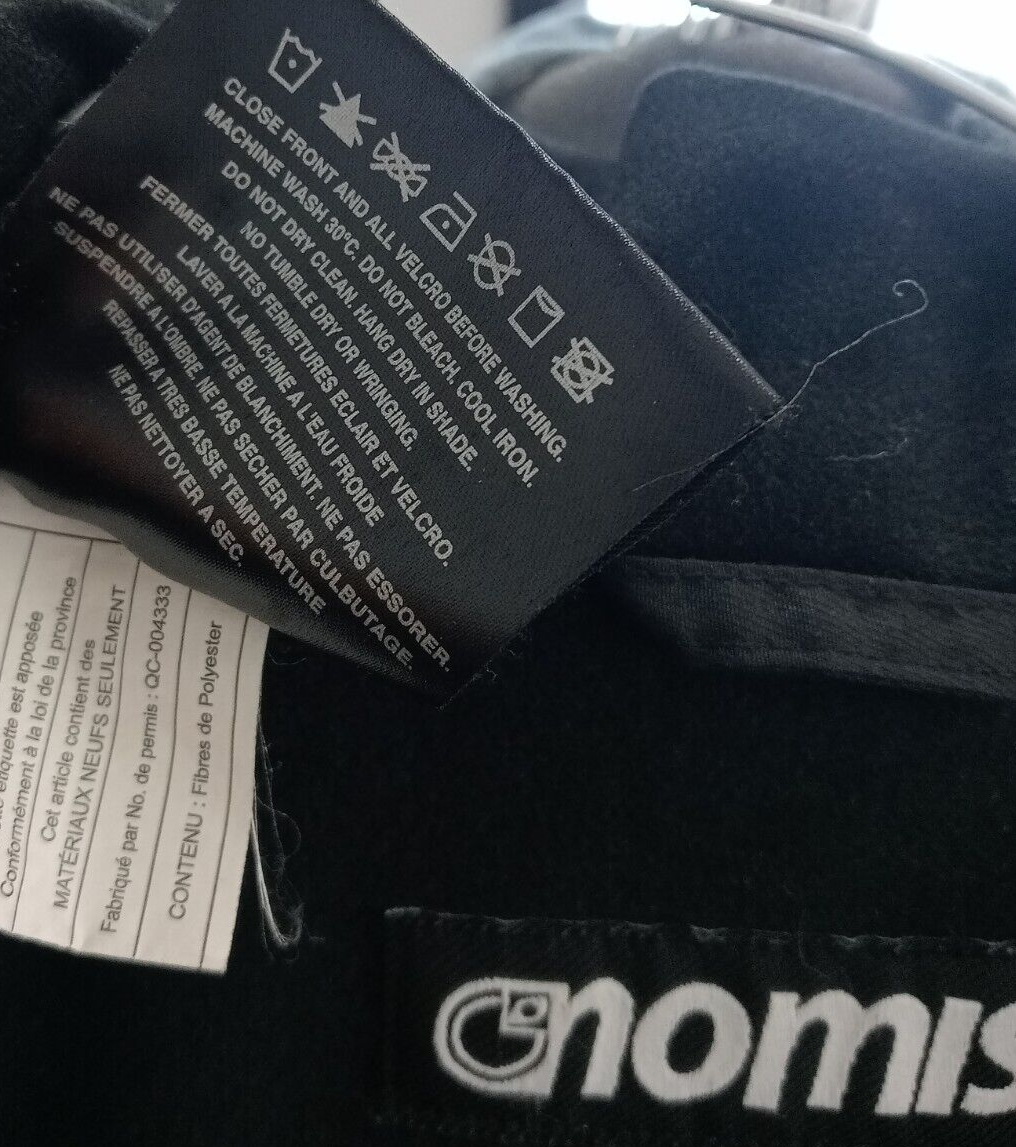 CLOSE FRONT AND ALL VELCRO BEFORE WASHING.
MACHINE WASH 30°C. DO NOT BLEACH. COOL IRON.
DO NOT DRY CLEAN. HANG DRY IN SHADE.
NO TUMBLE DRY OR WRINGING.
FERMER TOUTES FERMETURES ECLAIR ET VELCRO.
LAVER A LA MACHINE A L'EAU FROIDE
NE PAS UTILISER D'AGENT DE BLANCHIMENT. NE PAS ESSORER.
SUSPENDRE A L'OMBRE. NE PAS SECHER PAR CULBUTAGE.
REPASSER A TRES BASSE TEMPERATURE
NE PAS NETTOYER A SEC.
étiquette est apposée
Conformément à la loi de la province
Cet article contient des
MATÉRIAUX NEUFS SEULEMENT
Fabriqué par No. de permis : QC-004333
CONTENU : Fibres de Polyester
nomis